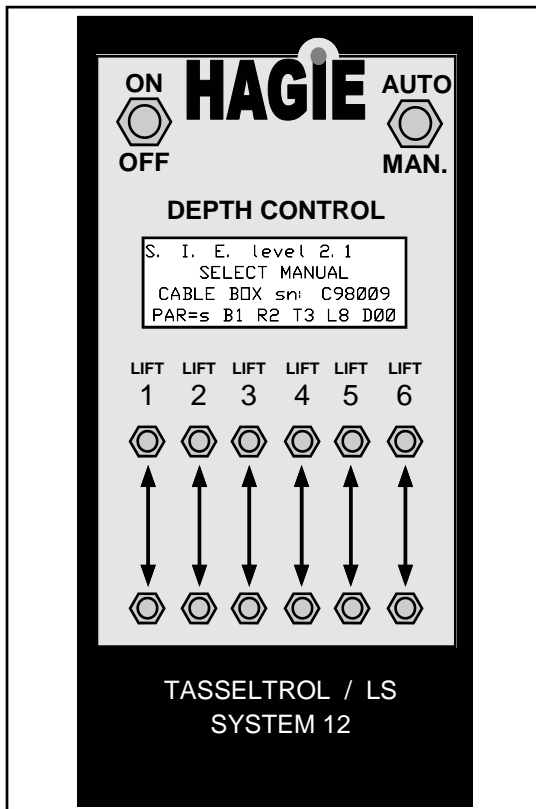 ON HAGIE AUTO
OFF MAN.
DEPTH CONTROL
S. I. E. level 2.1
SELECT MANUAL
CABLE BOX sn: C98009
PAR=s B1 R2 T3 L8 D00
LIFT LIFT LIFT LIFT LIFT LIFT
1 2 3 4 5 6
TASSELTROL / LS
SYSTEM 12